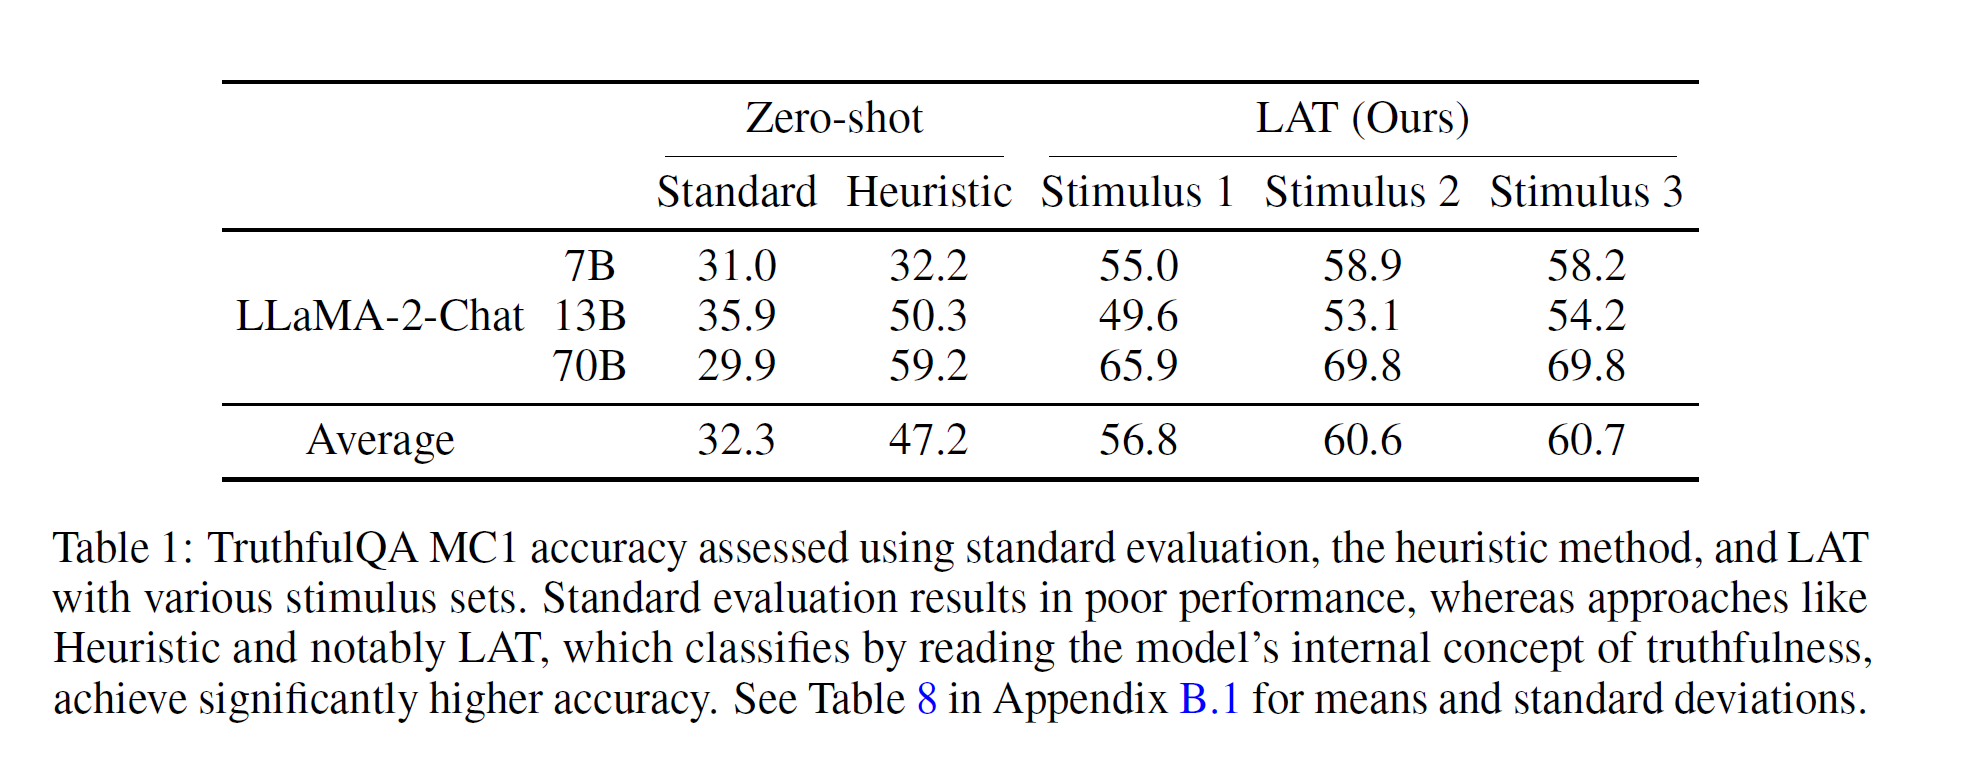 Zero-shot LAT (Ours)
Standard Heuristic Stimulus 1 Stimulus 2 Stimulus 3
7B 31.0 32.2 55.0 58.9 58.2
LLaMA-2-Chat 13B 35.9 50.3 49.6 53.1 54.2
70B 29.9 59.2 65.9 69.8 69.8
Average 32.3 47.2 56.8 60.6 60.7
Table 1: TruthfulQA MC1 accuracy assessed using standard evaluation, the heuristic method, and LAT
with various stimulus sets. Standard evaluation results in poor performance, whereas approaches like
Heuristic and notably LAT, which classifies by reading the model’s internal concept of truthfulness,
achieve significantly higher accuracy. See Table 8 in Appendix B.1 for means and standard deviations.